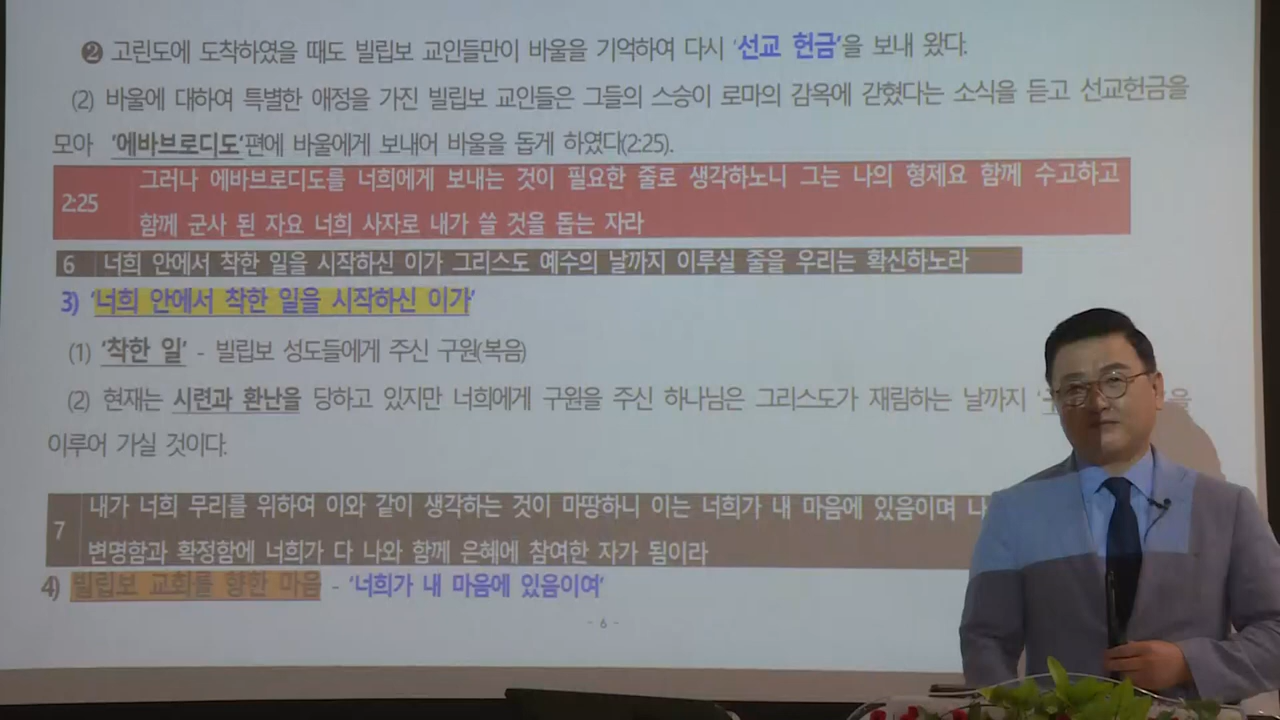 ❷ 고린도에 도착하였을 때도 빌립보 교인들만이 바울을 기억하여 다시 '선교 헌금'을 보내 왔다.
(2) 바울에 대하여 특별한 애정을 가진 빌립보 교인들은 그들의 스승이 로마의 감옥에 갇혔다는 소식을 듣고 선교헌금을
모아 '에바브로디도'편에 바울에게 보내어 바울을 돕게 하였다(2:25).
그러나 에바브로디도를 너희에게 보내는 것이 필요한 줄로 생각하노니 그는 나의 형제요 함께 수고하고
2:25
함께 군사 된 자요 너희 사자로 내가 쓸 것을 돕는 자라
6 너희 안에서 착한 일을 시작하신 이가 그리스도 예수의 날까지 이루실 줄을 우리는 확신하노라
3) '너희 안에서 착한 일을 시작하신 이가'
(1) '착한 일' - 빌립보 성도들에게 주신 구원(복음)
(2) 현재는 시련과 환난을 당하고 있지만 너희에게 구원을 주신 하나님은 그리스도가 재림하는 날까지
이루어 가실 것이다.
내가 너희 무리를 위하여 이와 같이 생각하는 것이 마땅하니 이는 너희가 내 마음에 있음이며
7
변명함과 확정함에 너희가 다 나와 함께 은혜에 참여한 자가 됨이라
4) 빌립보 교회를 향한 마음 - '너희가 내 마음에 있음이여'
- 6 -